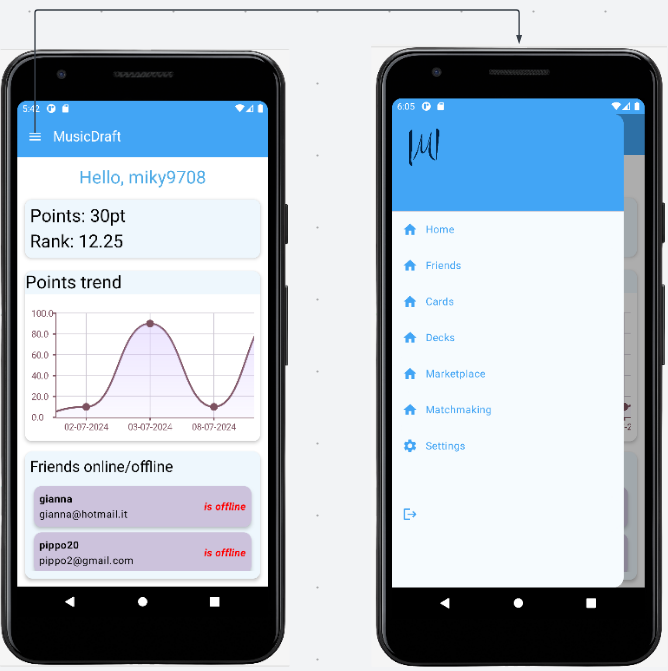 5:42
MusicDraft
Hello, miky9708
Points: 30pt
Rank: 12.25
Points trend
100.0
80.0
60.0
40.0
20.0
0.0
02-07-2024
03-07-2024
08-07-2024
Friends online/offline
gianna
gianna@hotmail.it
is offline
pippo20
pippo2@gmail.com
is offline
6:05
Home
Friends
Cards
Decks
Marketplace
Matchmaking
Settings